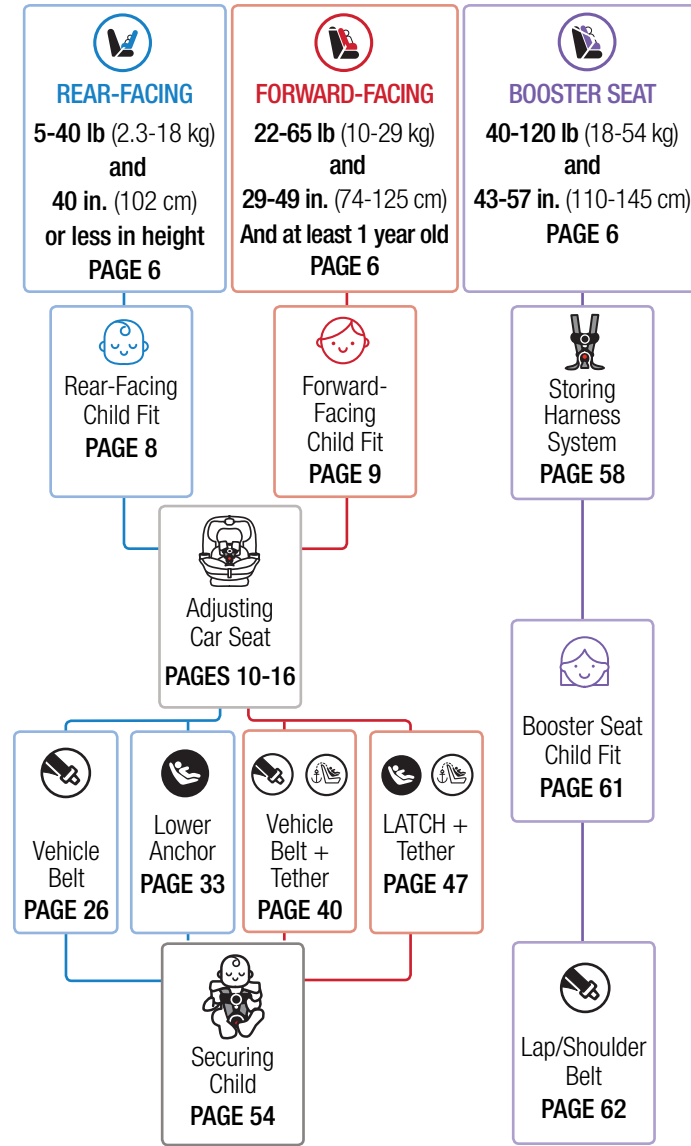 REAR-FACING
5-40 lb (2.3-18 kg)
and
40 in. (102 cm)
or less in height
PAGE 6
FORWARD-FACING
22-65 lb (10-29 kg)
and
29-49 in. (74-125 cm)
And at least 1 year old
PAGE 6
BOOSTER SEAT
40-120 lb (18-54 kg)
and
43-57 in. (110-145 cm)
PAGE 6
Rear-Facing
Child Fit
PAGE 8
Forward-
Facing
Child Fit
PAGE 9
Storing
Harness
System
PAGE 58
Adjusting
Car Seat
PAGES 10-16
Booster Seat
Child Fit
PAGE 61
Vehicle
Belt
PAGE 26
Lower
Anchor
PAGE 33
Vehicle
Belt +
Tether
PAGE 40
LATCH +
Tether
PAGE 47
Securing
Child
PAGE 54
Lap/Shoulder
Belt
PAGE 62